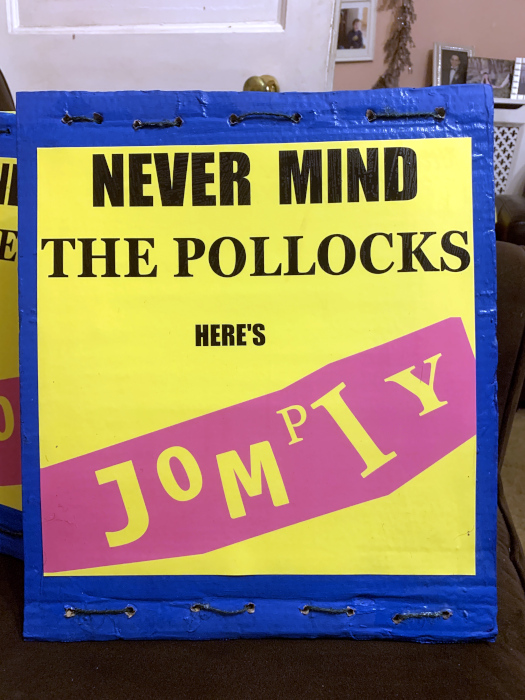 NEVER MIND
THE POLLOCKS
HERE'S
JOMPIY